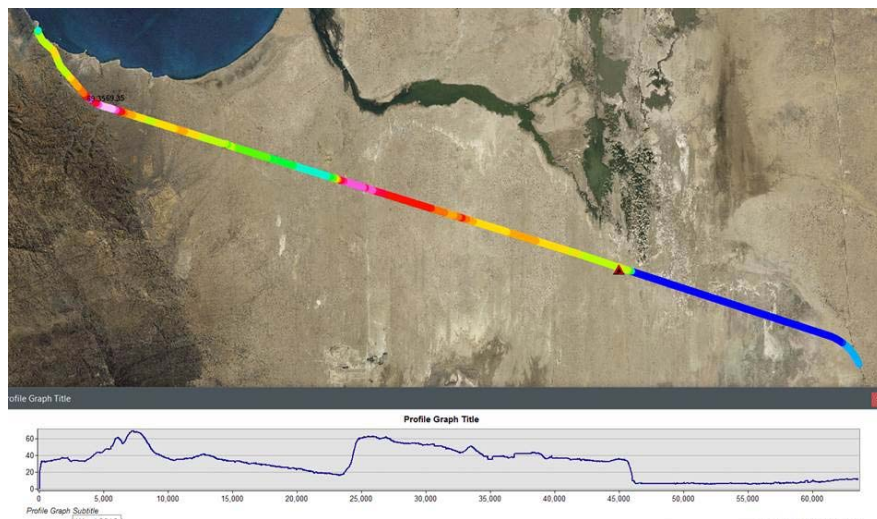 rofile Graph Title
Profile Graph Title
60
40
20
0
0 5,000 10,000 15,000 20,000 25,000 30,000 35,000 40,000 45,000 50,000 55,000 60,000
Profile Graph Subtitle